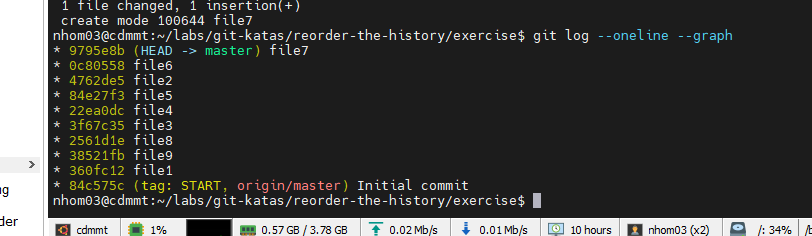 1 file changed, 1 insertion(+)
create mode 100644 file7
nhom03@cdmmt:~/labs/git-katas/reorder-the-history/exercise$ git log --oneline --graph
* 9795e8b (HEAD -> master) file7
* 0c80558 file6
* 4762de5 file2
* 84e27f3 file5
* 22ea0dc file4
* 3f67c35 file3
* 2561d1e file8
* 38521fb file9
* 360fc12 file1
* 84c575c (tag: START, origin/master) Initial commit
nhom03@cdmmt:~/labs/git-katas/reorder-the-history/exercise$
ng
der
cdmmt 1% 0.57 GB / 3.78 GB 0.02 Mb/s 0.01 Mb/s 10 hours nhom03 (x2) /: 34%